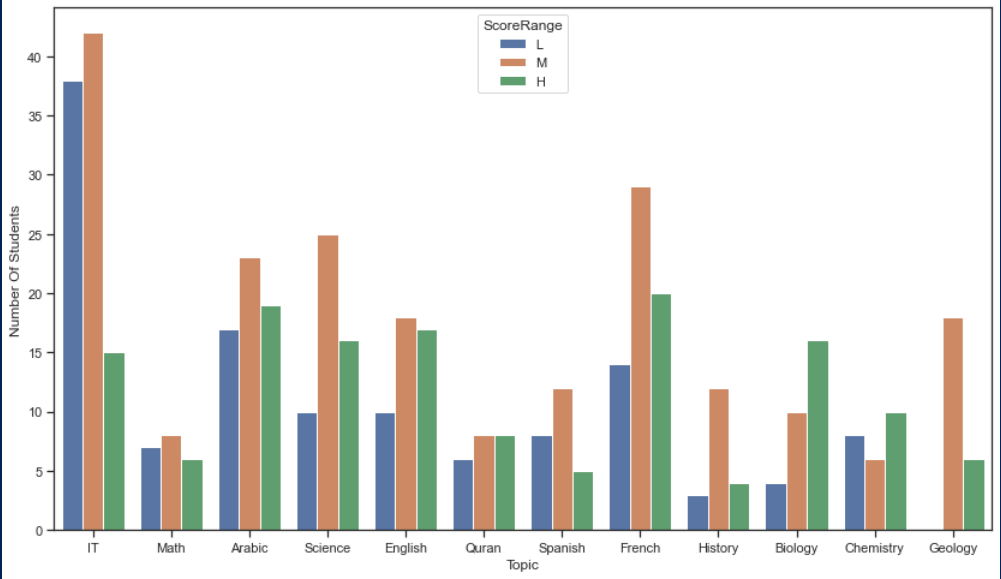 ScoreRange
L
M
H
Number Of Students
40
35
30
25
20
15
10
5
0
IT Math Arabic Science English Quran Spanish French History Biology Chemistry Geology
Topic